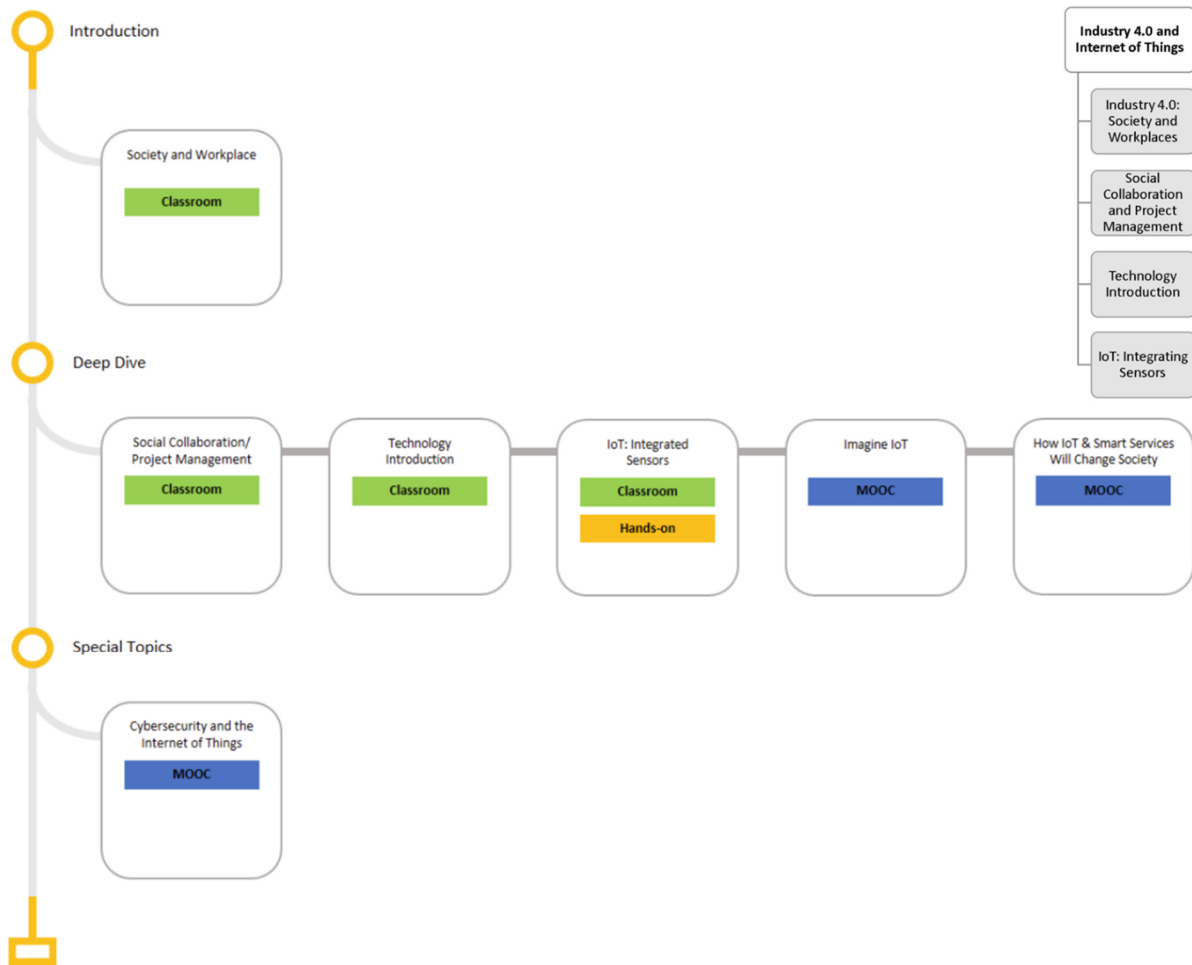 Introduction
Industry 4.0 and
Internet of Things
Industry 4.0:
Society and
Workplaces
Social
Collaboration
and Project
Management
Technology
Introduction
IoT: Integrating
Sensors
Society and Workplace
Classroom
Deep Dive
Social Collaboration/
Project Management
Classroom
Technology
Introduction
Classroom
IoT: Integrated
Sensors
Classroom
Hands-on
Imagine IoT
MOOC
How IoT & Smart Services
Will Change Society
MOOC
Special Topics
Cybersecurity and the
Internet of Things
MOOC